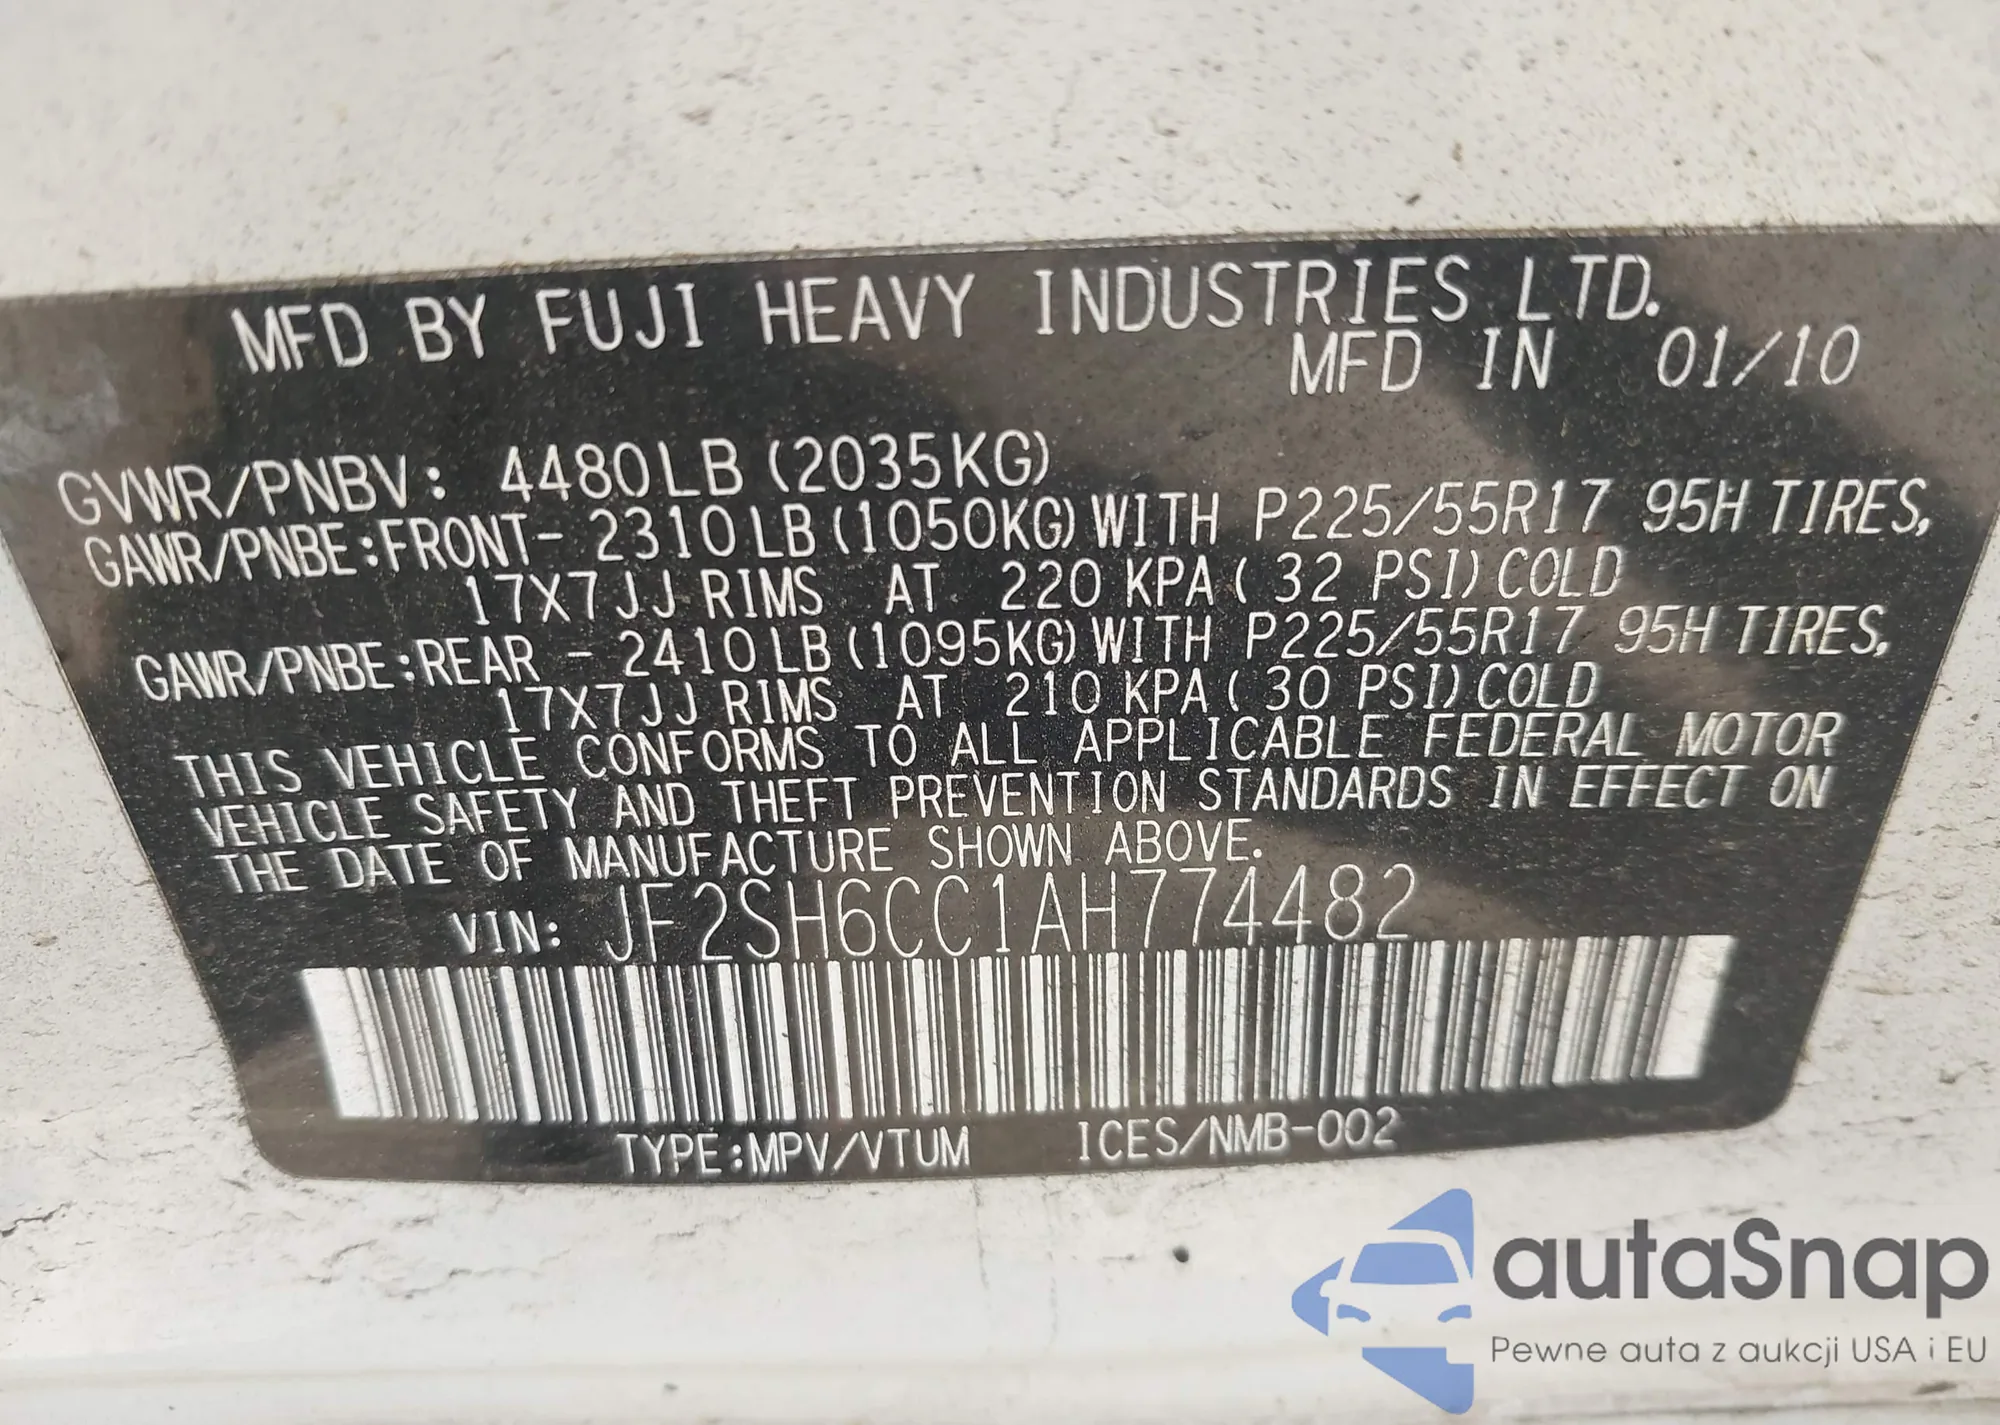 MFD BY FUJI HEAVY INDUSTRIES LTD.
MFD IN 01/10
GVWR/PNBV: 4480LB (2035KG)
GAWR/PNBE:FRONT- 2310LB(1050KG)WITH P225/55R17 95H TIRES,
17X7JJ RIMS AT 220 KPA( 32 PSI)COLD
GAWR/PNBE:REAR - 2410LB(1095KG)WITH P225/55R17 95H TIRES,
17X7JJ RIMS AT 210 KPA( 30 PSI)COLD
THIS VEHICLE CONFORMS TO ALL APPLICABLE FEDERAL MOTOR
VEHICLE SAFETY AND THEFT PREVENTION STANDARDS IN EFFECT ON
THE DATE OF MANUFACTURE SHOWN ABOVE.
VIN: JF2SH6CC1AH774482
TYPE:MPV/VTUM ICES/NMB-002
autaSnap
Pewne auta z aukcji USA i EU